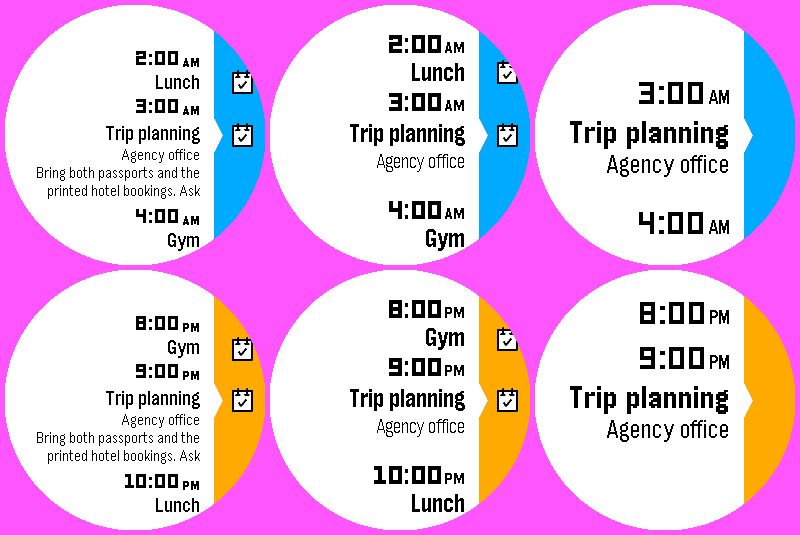 2:00 AM
Lunch
3:00 AM
Trip planning
Agency office
Bring both passports and the
printed hotel bookings. Ask
4:00 AM
Gym
2:00 AM
Lunch
3:00 AM
Trip planning
Agency office
4:00 AM
Gym
3:00 AM
Trip planning
Agency office
4:00 AM
8:00 PM
Gym
9:00 PM
Trip planning
Agency office
Bring both passports and the
printed hotel bookings. Ask
10:00 PM
Lunch
8:00 PM
Gym
9:00 PM
Trip planning
Agency office
10:00 PM
Lunch
8:00 PM
9:00 PM
Trip planning
Agency office